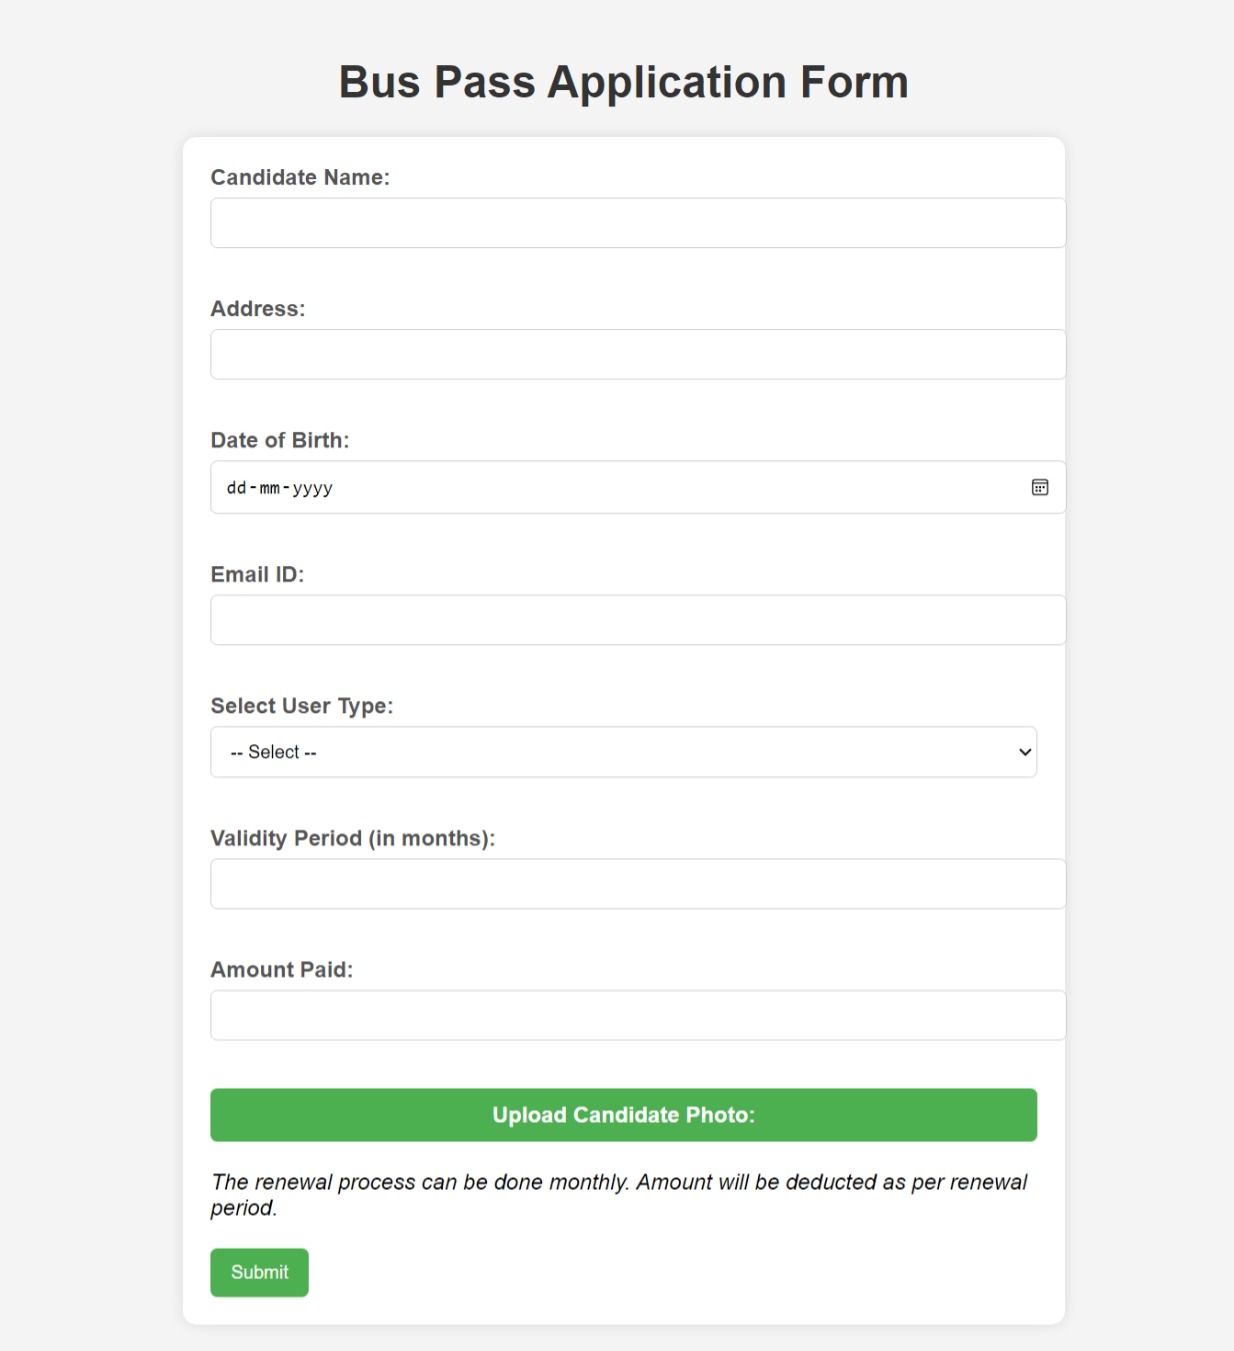 Bus Pass Application Form
Candidate Name:
Address:
Date of Birth:
dd-mm-yyyy
Email ID:
Select User Type:
-- Select --
Validity Period (in months):
Amount Paid:
Upload Candidate Photo:
The renewal process can be done monthly. Amount will be deducted as per renewal
period.
Submit